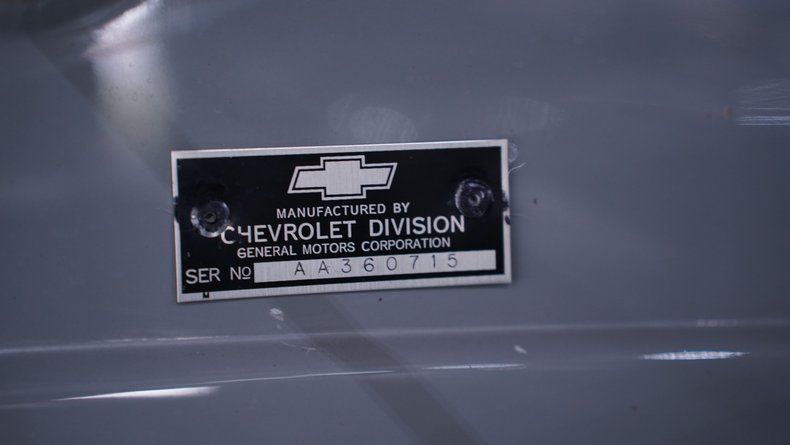 MANUFACTURED BY
CHEVROLET DIVISION
GENERAL MOTORS CORPORATION
SER NO AA360715